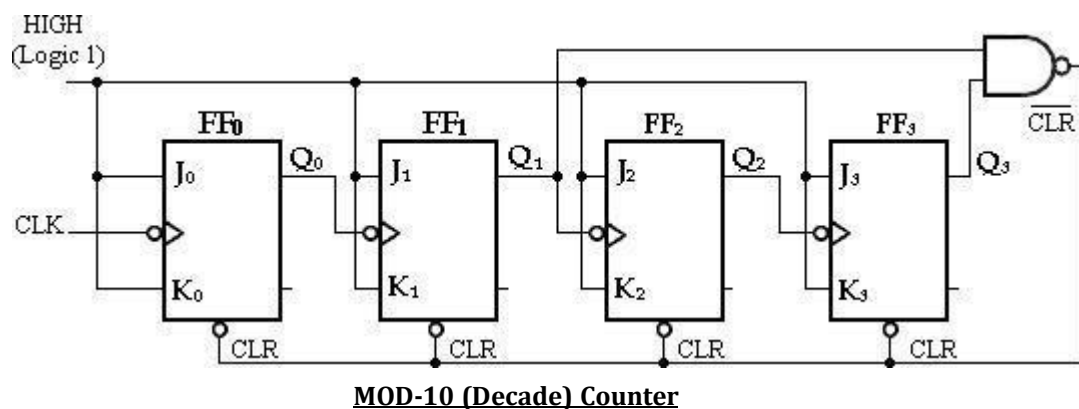 HIGH
(Logic 1)
FF₀ FF₁ FF₂ FF₃
CLR
Q₀ Q₁ Q₂ Q₃
J₀ J₁ J₂ J₃
CLK
K₀ K₁ K₂ K₃
CLR CLR CLR CLR
MOD-10 (Decade) Counter